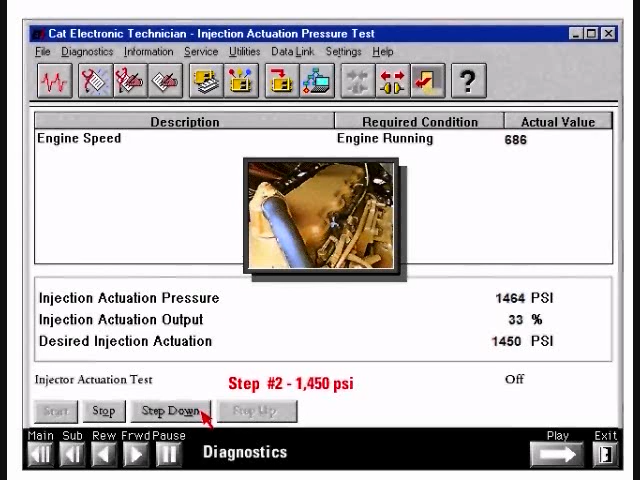 Cat Electronic Technician - Injection Actuation Pressure Test
File Diagnostics Information Service Utilities Data Link Settings Help
?
Description Required Condition Actual Value
Engine Speed Engine Running 686
Injection Actuation Pressure 1464 PSI
Injection Actuation Output 33 %
Desired Injection Actuation 1450 PSI
Injector Actuation Test Step #2 - 1,450 psi Off
Start Stop Step Down Step Up
Main Sub Rew Frwd Pause Play Exit
Diagnostics